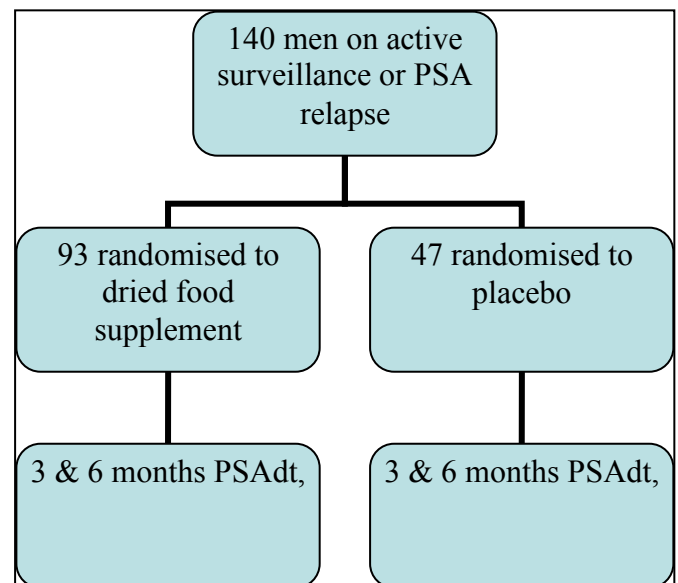 140 men on active
surveillance or PSA
relapse
93 randomised to
dried food
supplement
47 randomised to
placebo
3 & 6 months PSAdt,
3 & 6 months PSAdt,